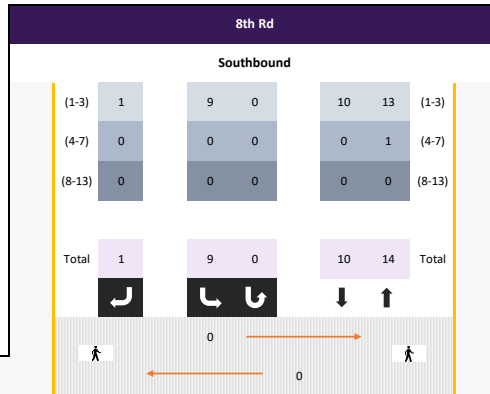 8th Rd
Southbound
(1-3) 1 9 0 10 13 (1-3)
(4-7) 0 0 0 0 1 (4-7)
(8-13) 0 0 0 0 0 (8-13)
Total 1 9 0 10 14 Total
0
0